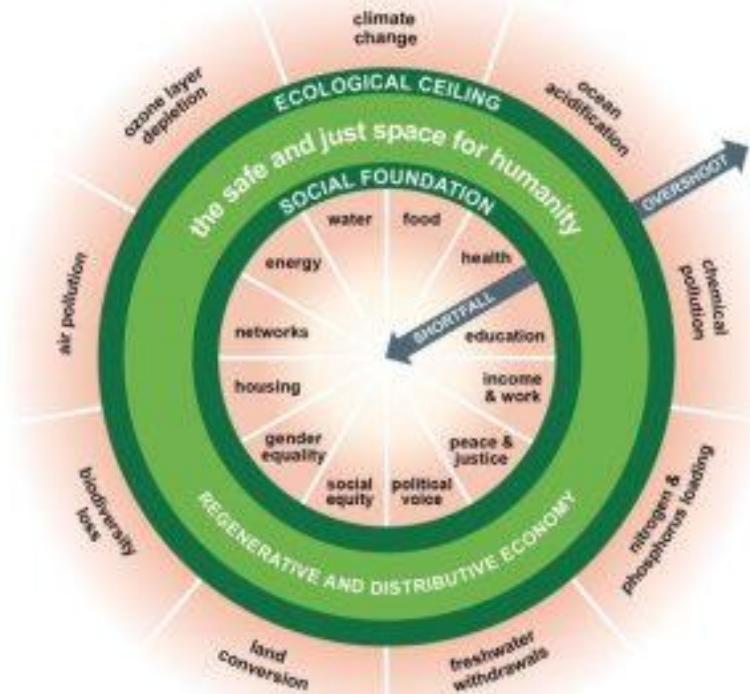 climate
change
ocean
acidification
OVERSHOOT
chemical
pollution
nitrogen &
phosphorus loading
freshwater
withdrawals
land
conversion
biodiversity
loss
air pollution
ozone layer
depletion
ECOLOGICAL CEILING
the safe and just space for humanity
SOCIAL FOUNDATION
water
food
health
SHORTFALL
education
income
& work
peace &
justice
political
voice
social
equity
gender
equality
housing
networks
energy
REGENERATIVE AND DISTRIBUTIVE ECONOMY